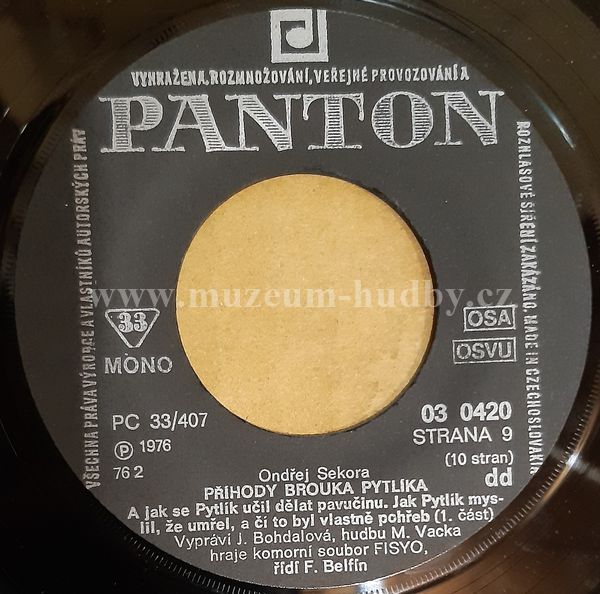 VYHRAŽENA. ROZMNOŽOVÁNÍ, VEŘEJNÉ PROVOZOVÁNÍ A
PANTON
VŠECHNA PRÁVA VÝROBCE A VLASTNÍKŮ AUTORSKÝCH PRÁV
ROZHLASOVÉ ŠÍŘENÍ ZAKÁZÁNO. MADE IN CZECHOSLOVAKIA
www.muzeum-hudby.cz
33
MONO
OSA
OSVU
PC 33/407
Ⓟ 1976
76 2
03 0420
STRANA 9
(10 stran)
dd
Ondřej Sekora
PŘÍHODY BROUKA PYTLÍKA
A jak se Pytlík učil dělat pavučinu. Jak Pytlík mys-
lil, že umřel, a čí to byl vlastně pohřeb (1. část)
Vypráví J. Bohdalová, hudbu M. Vacka
hraje komorní soubor FISYO,
řídí F. Belfín